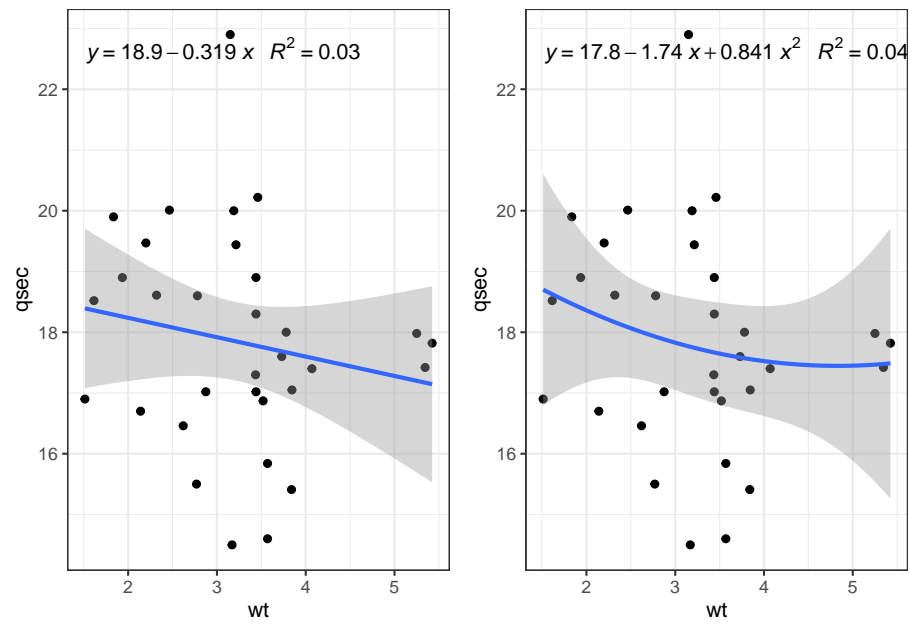 y = 18.9 − 0.319 x R² = 0.03
22
20
18
16
qsec
2 3 4 5
wt
y = 17.8 − 1.74 x + 0.841 x² R² = 0.04
22
20
18
16
qsec
2 3 4 5
wt